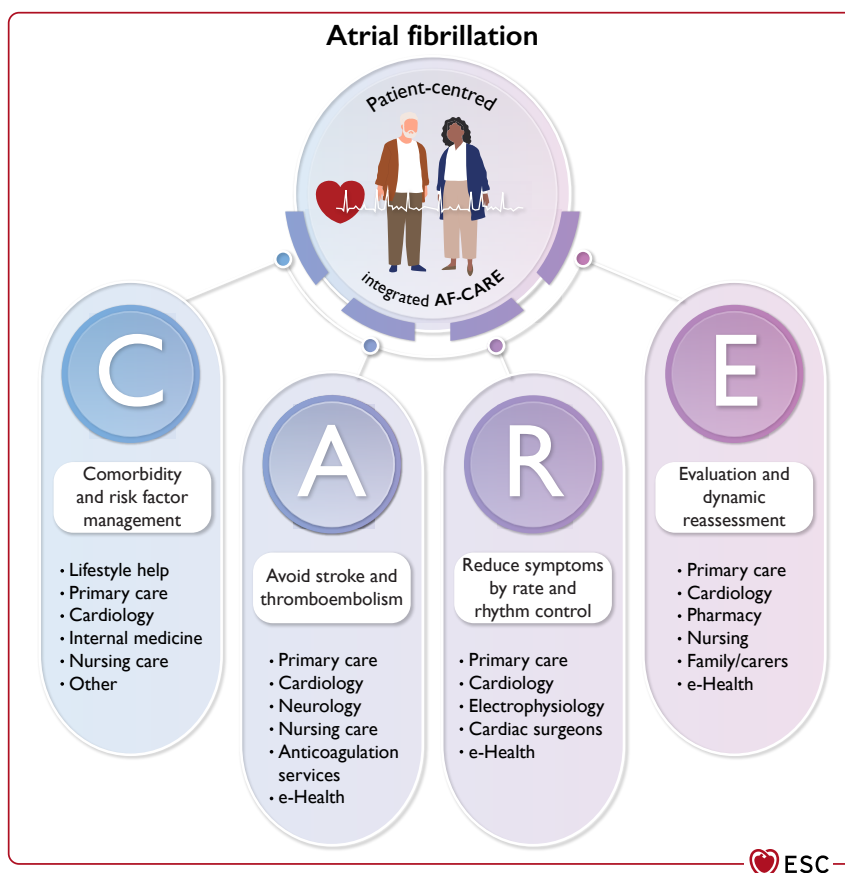 Atrial fibrillation
Patient-centred
integrated AF-CARE
C
Comorbidity
and risk factor
management
· Lifestyle help
· Primary care
· Cardiology
· Internal medicine
· Nursing care
· Other
A
Avoid stroke and
thromboembolism
· Primary care
· Cardiology
· Neurology
· Nursing care
· Anticoagulation
services
· e-Health
R
Reduce symptoms
by rate and
rhythm control
· Primary care
· Cardiology
· Electrophysiology
· Cardiac surgeons
· e-Health
E
Evaluation and
dynamic
reassessment
· Primary care
· Cardiology
· Pharmacy
· Nursing
· Family/carers
· e-Health
ESC